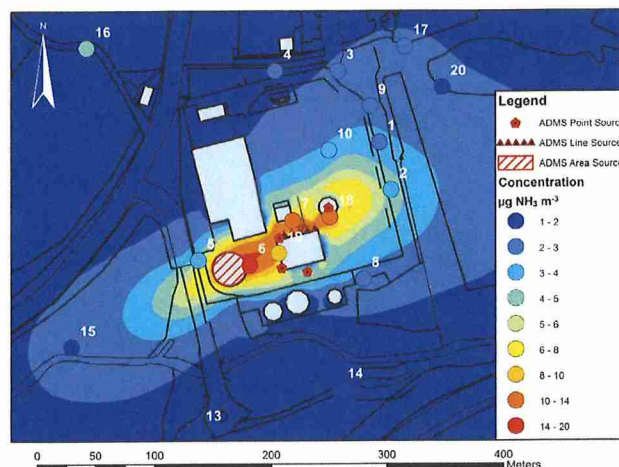 N
16
17
4
3
20
9
10
1
2
7
18
19
5
6
8
15
14
13
Legend
ADMS Point Source
ADMS Line Source
ADMS Area Source
Concentration
µg NH₃ m⁻³
1 - 2
2 - 3
3 - 4
4 - 5
5 - 6
6 - 8
8 - 10
10 - 14
14 - 20
0 100 200 300 400
Meters